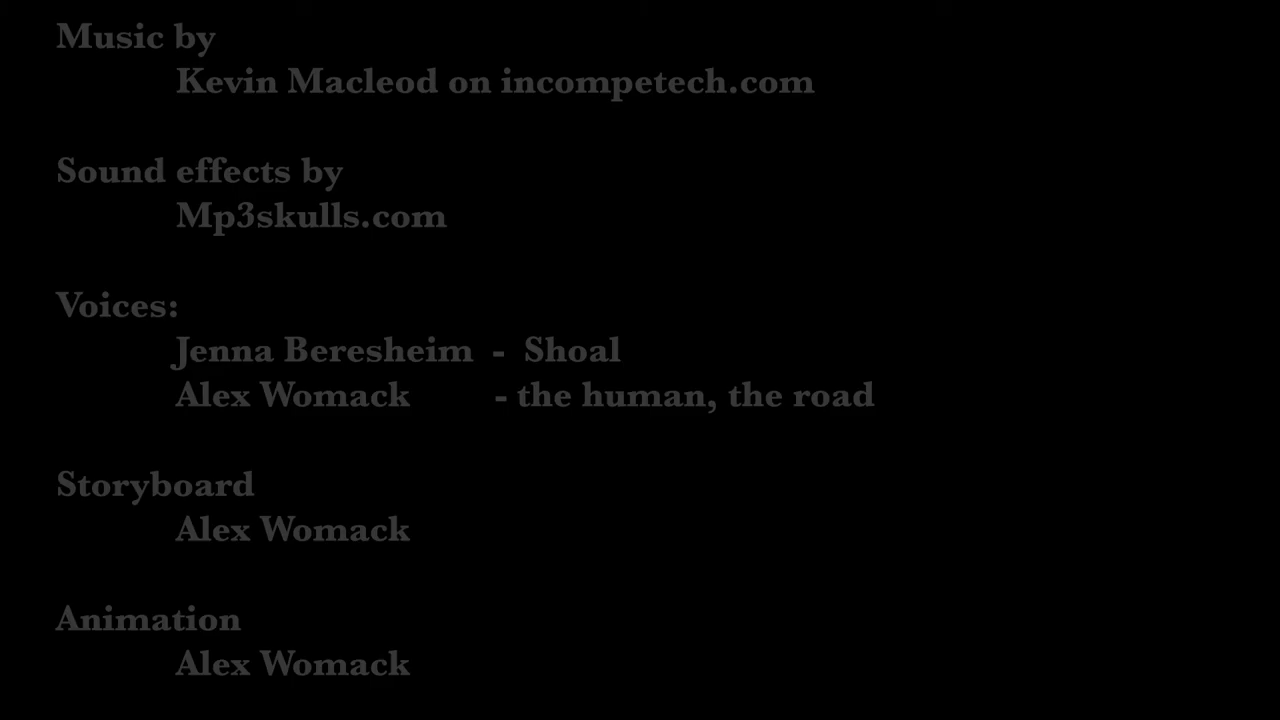 Music by
Kevin Macleod on incompetech.com
Sound effects by
Mp3skulls.com
Voices:
Jenna Beresheim - Shoal
Alex Womack - the human, the road
Storyboard
Alex Womack
Animation
Alex Womack